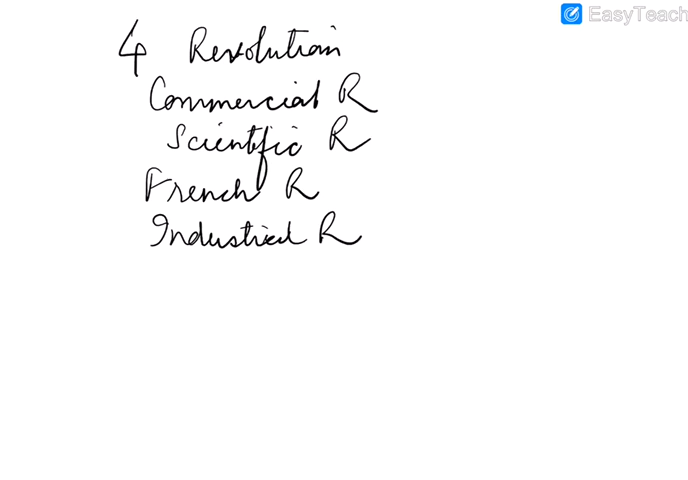 EasyTeach
4 Revolution
Commercial R
Scientific R
French R
Industrial R